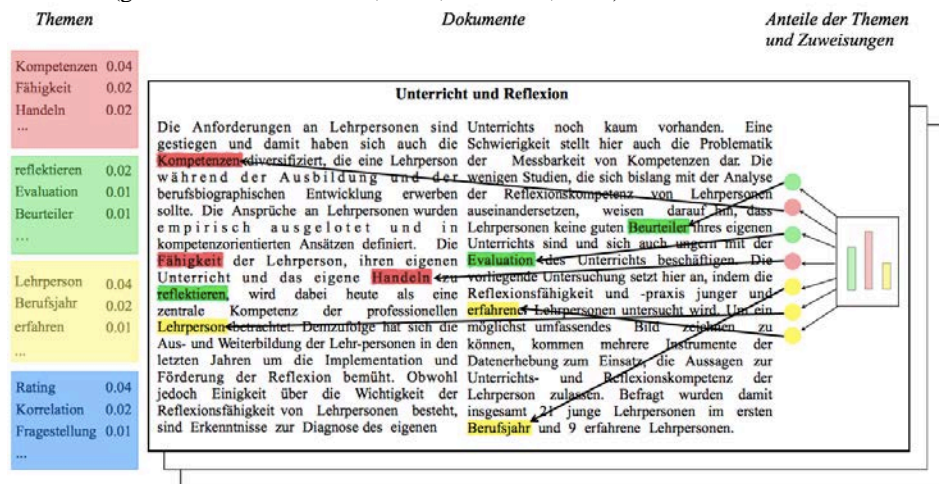 Themen
Dokumente
Anteile der Themen
und Zuweisungen
Kompetenzen 0.04
Fähigkeit 0.02
Handeln 0.02
...
reflektieren 0.02
Evaluation 0.01
Beurteiler 0.01
...
Lehrperson 0.04
Berufsjahr 0.02
erfahren 0.01
...
Rating 0.04
Korrelation 0.02
Fragestellung 0.01
...
Unterricht und Reflexion
Die Anforderungen an Lehrpersonen sind
gestiegen und damit haben sich auch die
Kompetenzen diversifiziert, die eine Lehrperson
während der Ausbildung und der
berufsbiographischen Entwicklung erwerben
sollte. Die Ansprüche an Lehrpersonen wurden
empirisch ausgelotet und in
kompetenzorientierten Ansätzen definiert. Die
Fähigkeit der Lehrperson, ihren eigenen
Unterricht und das eigene Handeln zu
reflektieren, wird dabei heute als eine
zentrale Kompetenz der professionellen
Lehrperson betrachtet. Demzufolge hat sich die
Aus- und Weiterbildung der Lehr-personen in den
letzten Jahren um die Implementation und
Förderung der Reflexion bemüht. Obwohl
jedoch Einigkeit über die Wichtigkeit der
Reflexionsfähigkeit von Lehrpersonen besteht,
sind Erkenntnisse zur Diagnose des eigenen
Unterrichts noch kaum vorhanden. Eine
Schwierigkeit stellt hier auch die Problematik
der Messbarkeit von Kompetenzen dar. Die
wenigen Studien, die sich bislang mit der Analyse
der Reflexionskompetenz von Lehrpersonen
auseinandersetzen, weisen darauf hin, dass
Lehrpersonen keine guten Beurteiler ihres eigenen
Unterrichts sind und sich auch ungern mit der
Evaluation des Unterrichts beschäftigen. Die
vorliegende Untersuchung setzt hier an, indem die
Reflexionsfähigkeit und -praxis junger und
erfahrener Lehrpersonen untersucht wird. Um ein
möglichst umfassendes Bild zeichnen zu
können, kommen mehrere Instrumente der
Datenerhebung zum Einsatz, die Aussagen zur
Unterrichts- und Reflexionskompetenz der
Lehrperson zulassen. Befragt wurden damit
insgesamt 21 junge Lehrpersonen im ersten
Berufsjahr und 9 erfahrene Lehrpersonen.